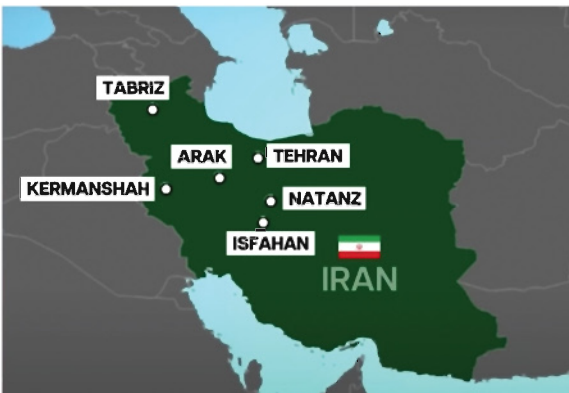 TABRIZ
ARAK
TEHRAN
KERMANSHAH
NATANZ
ISFAHAN
IRAN